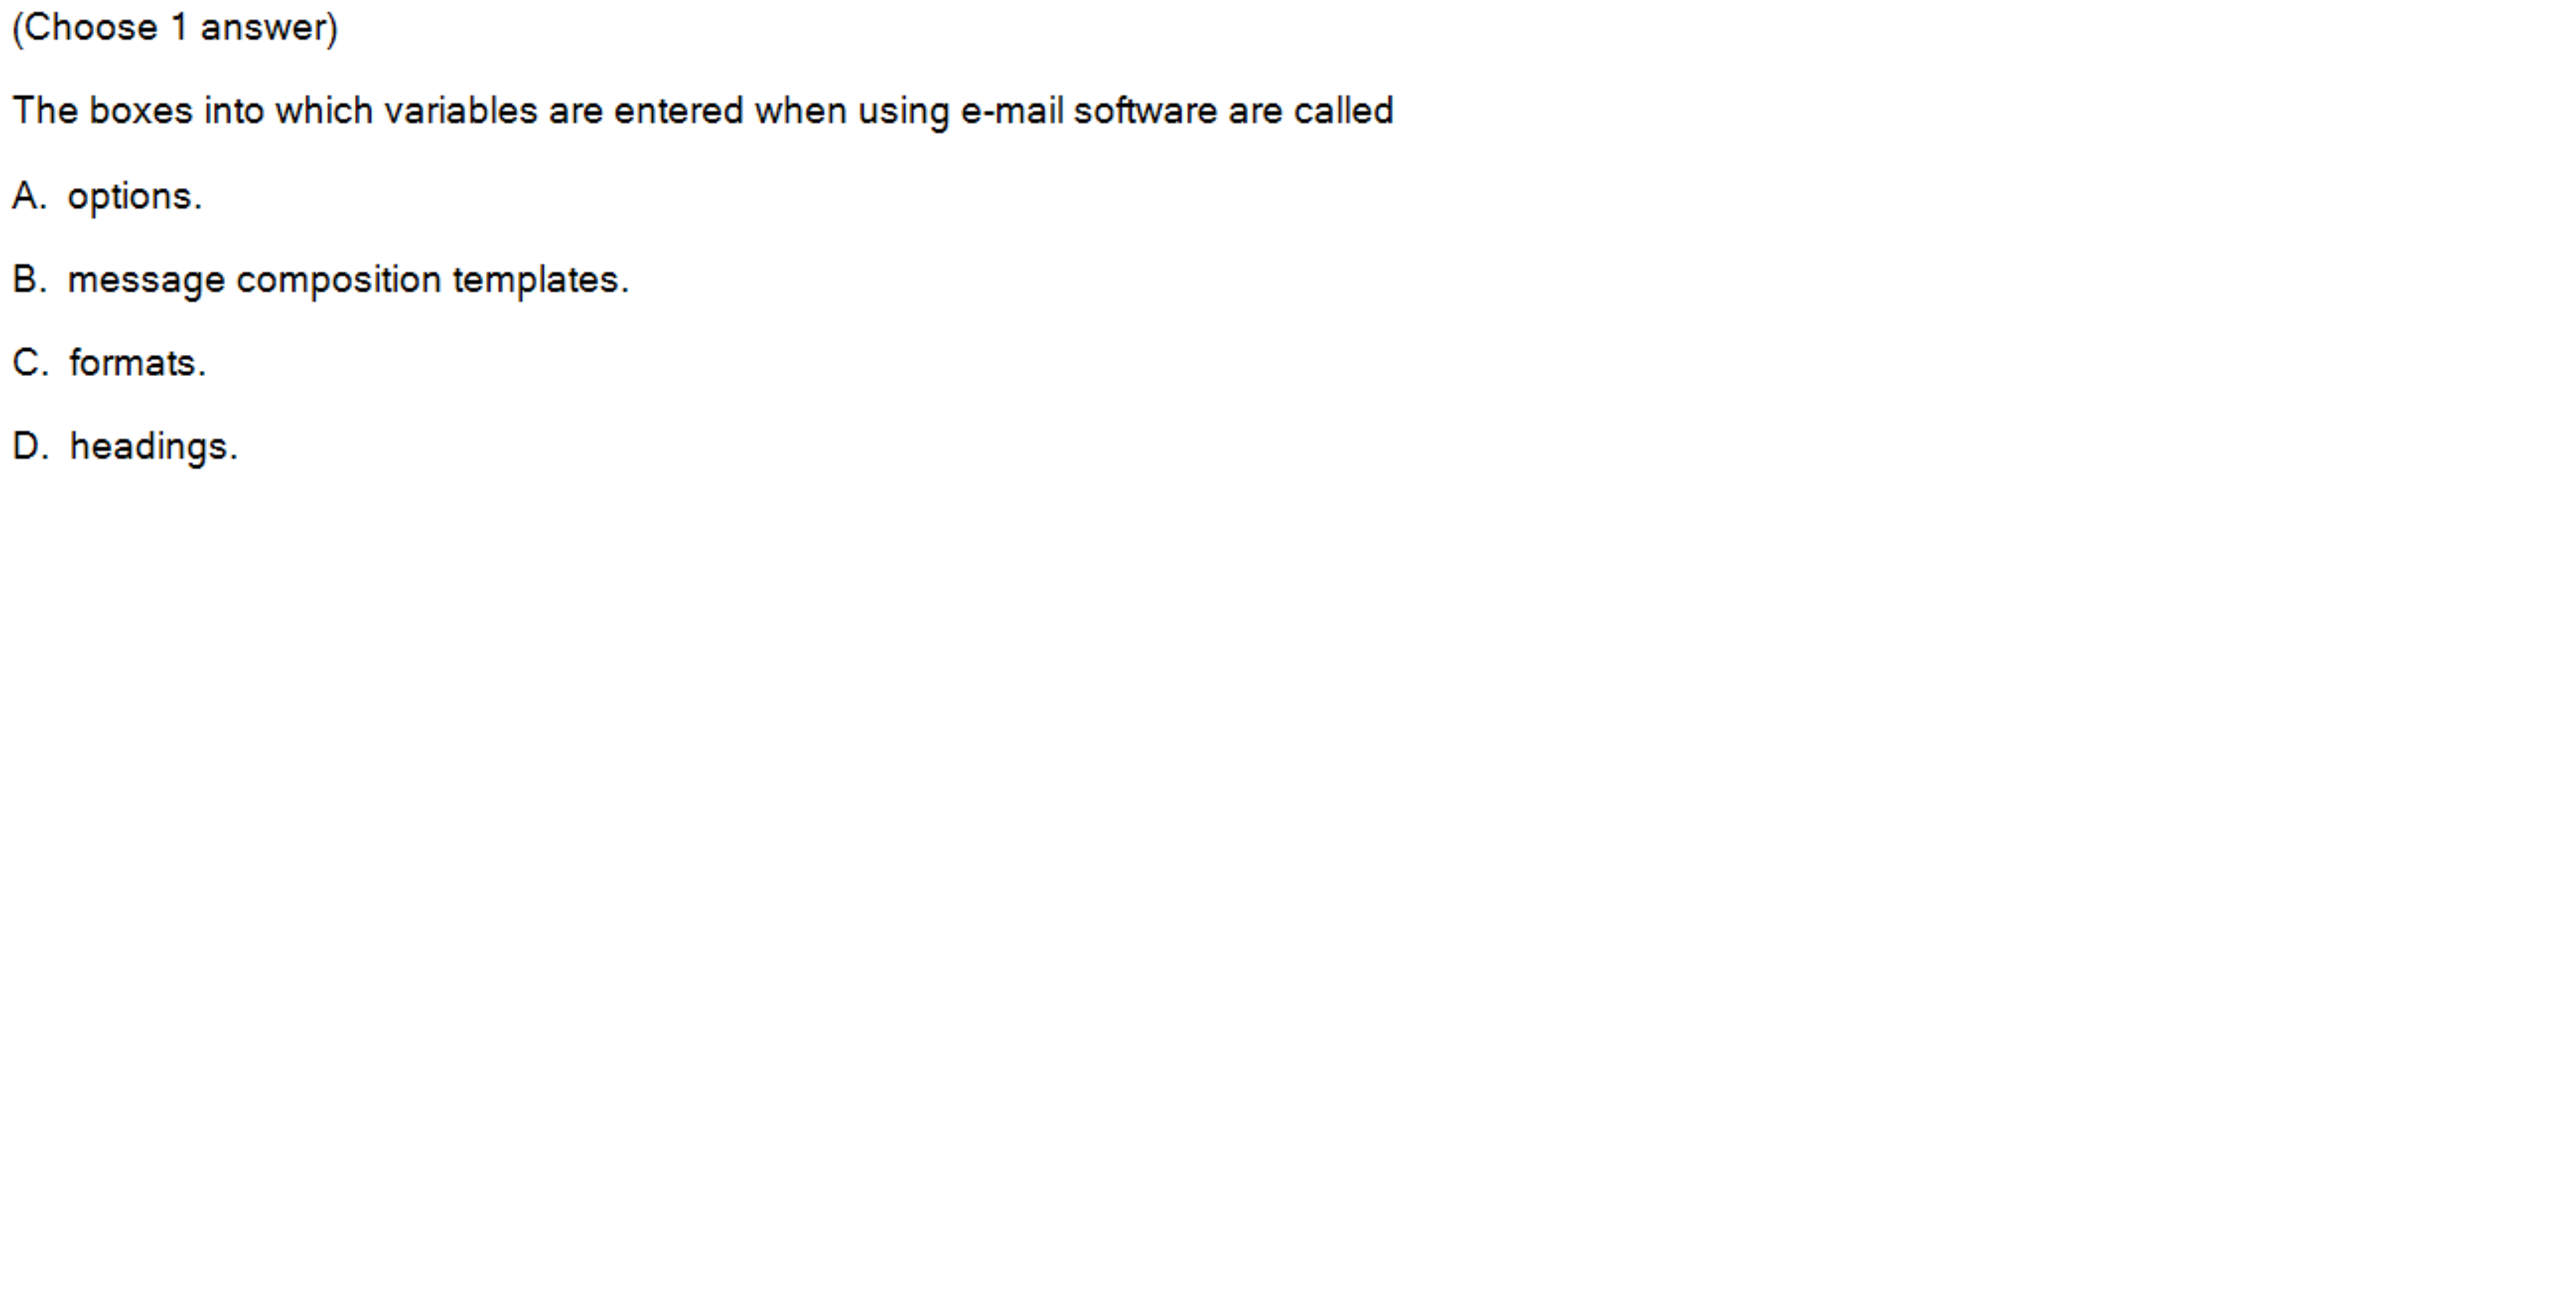 (Choose 1 answer)
The boxes into which variables are entered when using e-mail software are called
A. options.
B. message composition templates.
C. formats.
D. headings.